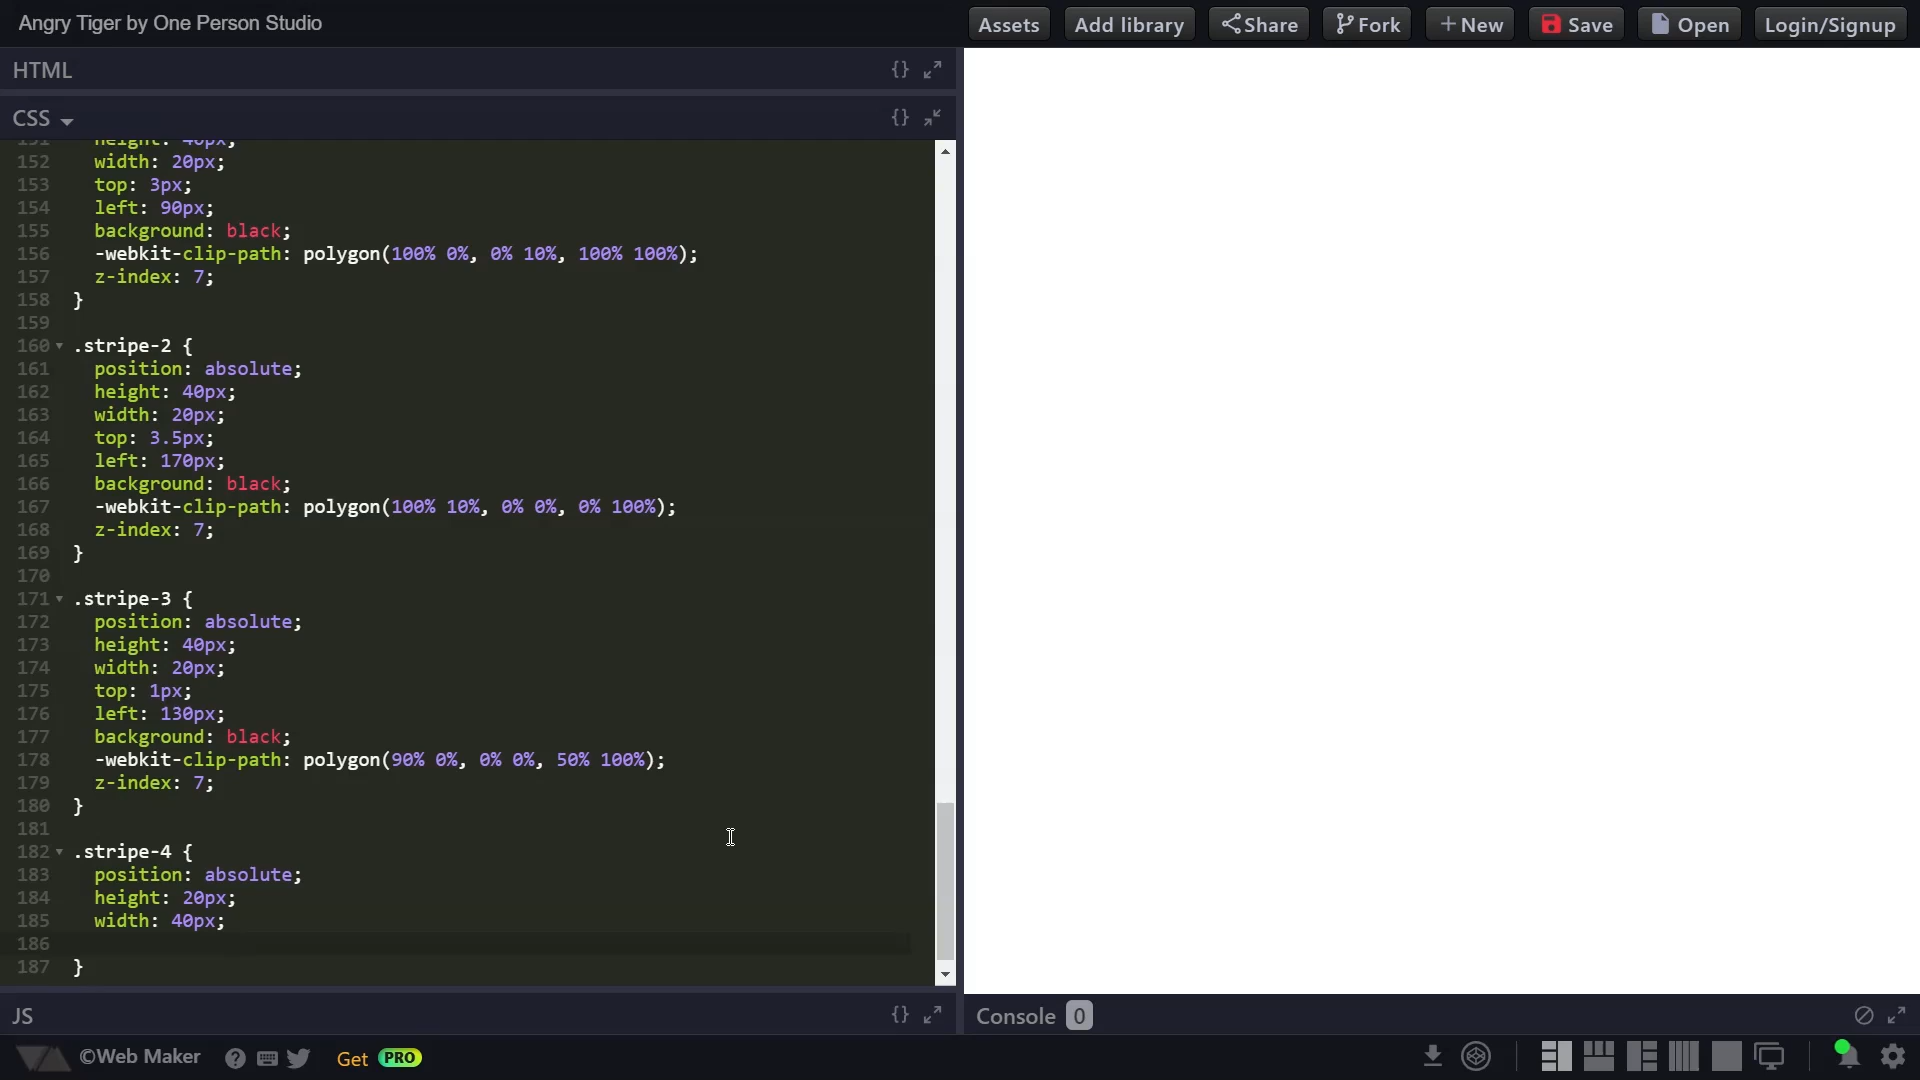 Angry Tiger by One Person Studio
Assets
Add library
Share
Fork
+ New
Save
Open
Login/Signup
HTML
{}
CSS
{}
151 height: 40px;
152 width: 20px;
153 top: 3px;
154 left: 90px;
155 background: black;
156 -webkit-clip-path: polygon(100% 0%, 0% 10%, 100% 100%);
157 z-index: 7;
158 }
159
160 .stripe-2 {
161 position: absolute;
162 height: 40px;
163 width: 20px;
164 top: 3.5px;
165 left: 170px;
166 background: black;
167 -webkit-clip-path: polygon(100% 10%, 0% 0%, 0% 100%);
168 z-index: 7;
169 }
170
171 .stripe-3 {
172 position: absolute;
173 height: 40px;
174 width: 20px;
175 top: 1px;
176 left: 130px;
177 background: black;
178 -webkit-clip-path: polygon(90% 0%, 0% 0%, 50% 100%);
179 z-index: 7;
180 }
181
182 .stripe-4 {
183 position: absolute;
184 height: 20px;
185 width: 40px;
186
187 }
JS
{}
Console 0
©Web Maker
?
Get PRO